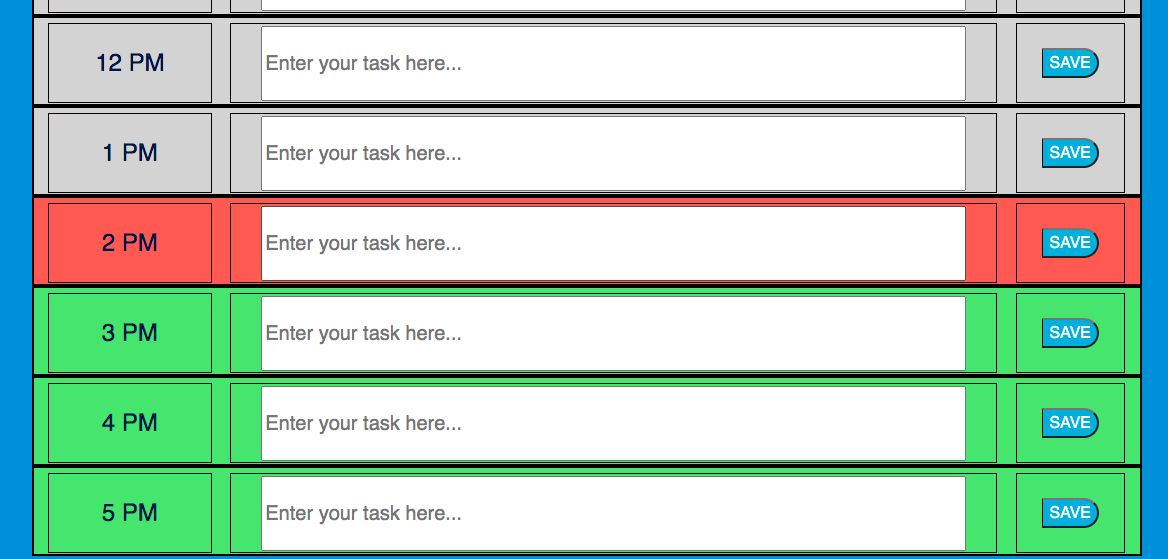 12 PM Enter your task here... SAVE
1 PM Enter your task here... SAVE
2 PM Enter your task here... SAVE
3 PM Enter your task here... SAVE
4 PM Enter your task here... SAVE
5 PM Enter your task here... SAVE